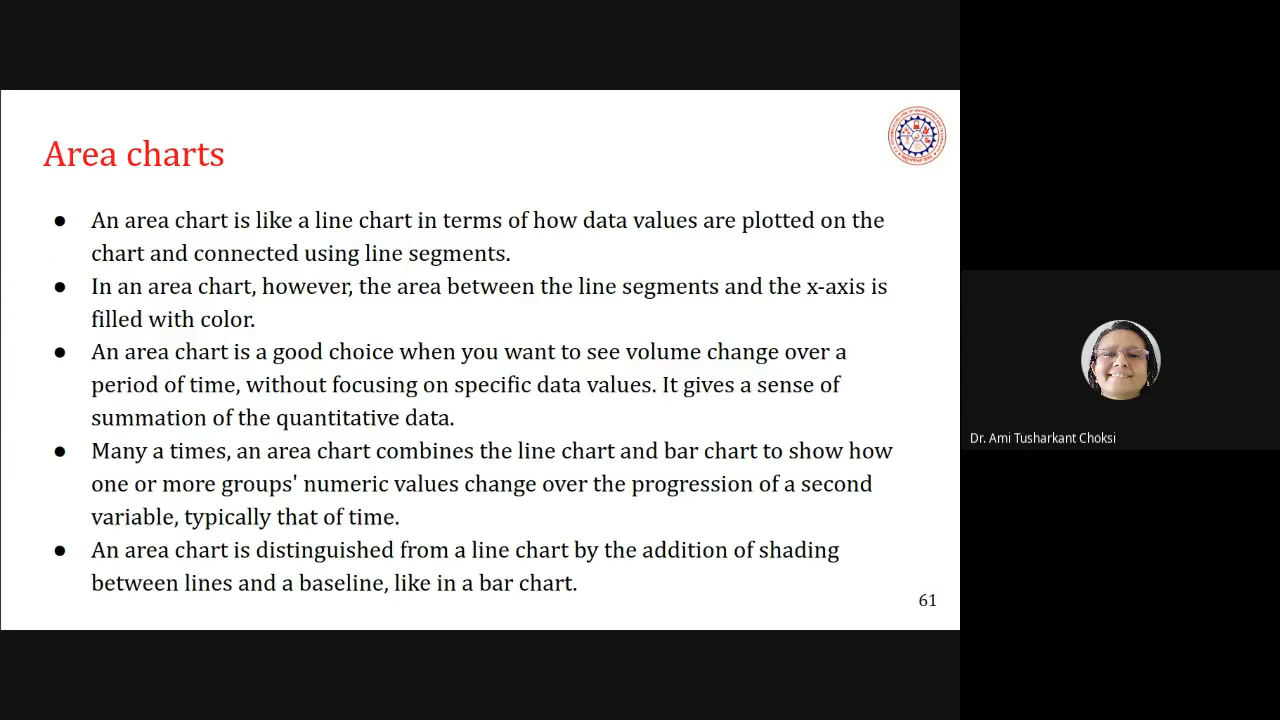 Area charts
● An area chart is like a line chart in terms of how data values are plotted on the
chart and connected using line segments.
● In an area chart, however, the area between the line segments and the x-axis is
filled with color.
● An area chart is a good choice when you want to see volume change over a
period of time, without focusing on specific data values. It gives a sense of
summation of the quantitative data.
● Many a times, an area chart combines the line chart and bar chart to show how
one or more groups' numeric values change over the progression of a second
variable, typically that of time.
● An area chart is distinguished from a line chart by the addition of shading
between lines and a baseline, like in a bar chart.
61
Dr. Ami Tusharkant Choksi